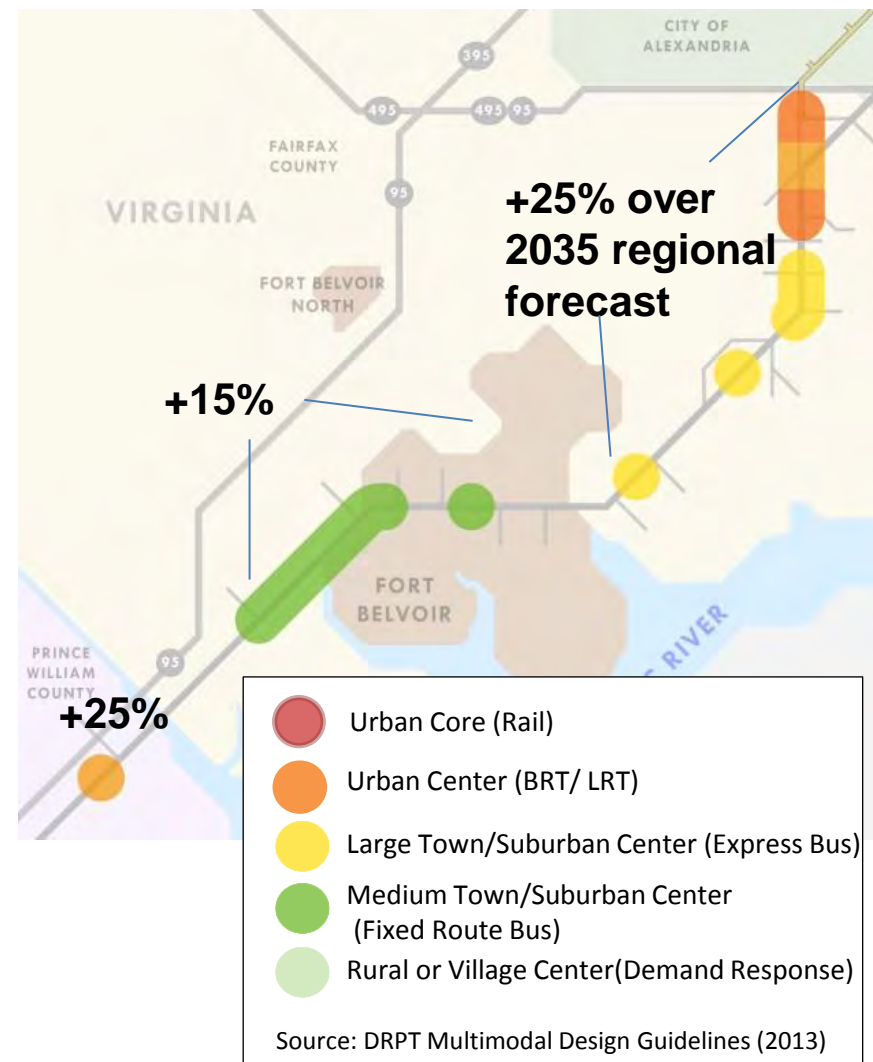 CITY OF
ALEXANDRIA
395
495
495 95
FAIRFAX
COUNTY
95
VIRGINIA
+25% over
2035 regional
forecast
FORT BELVOIR
NORTH
+15%
FORT
BELVOIR
RIVER
PRINCE
WILLIAM
COUNTY
95
+25%
Urban Core (Rail)
Urban Center (BRT/ LRT)
Large Town/Suburban Center (Express Bus)
Medium Town/Suburban Center
(Fixed Route Bus)
Rural or Village Center(Demand Response)
Source: DRPT Multimodal Design Guidelines (2013)